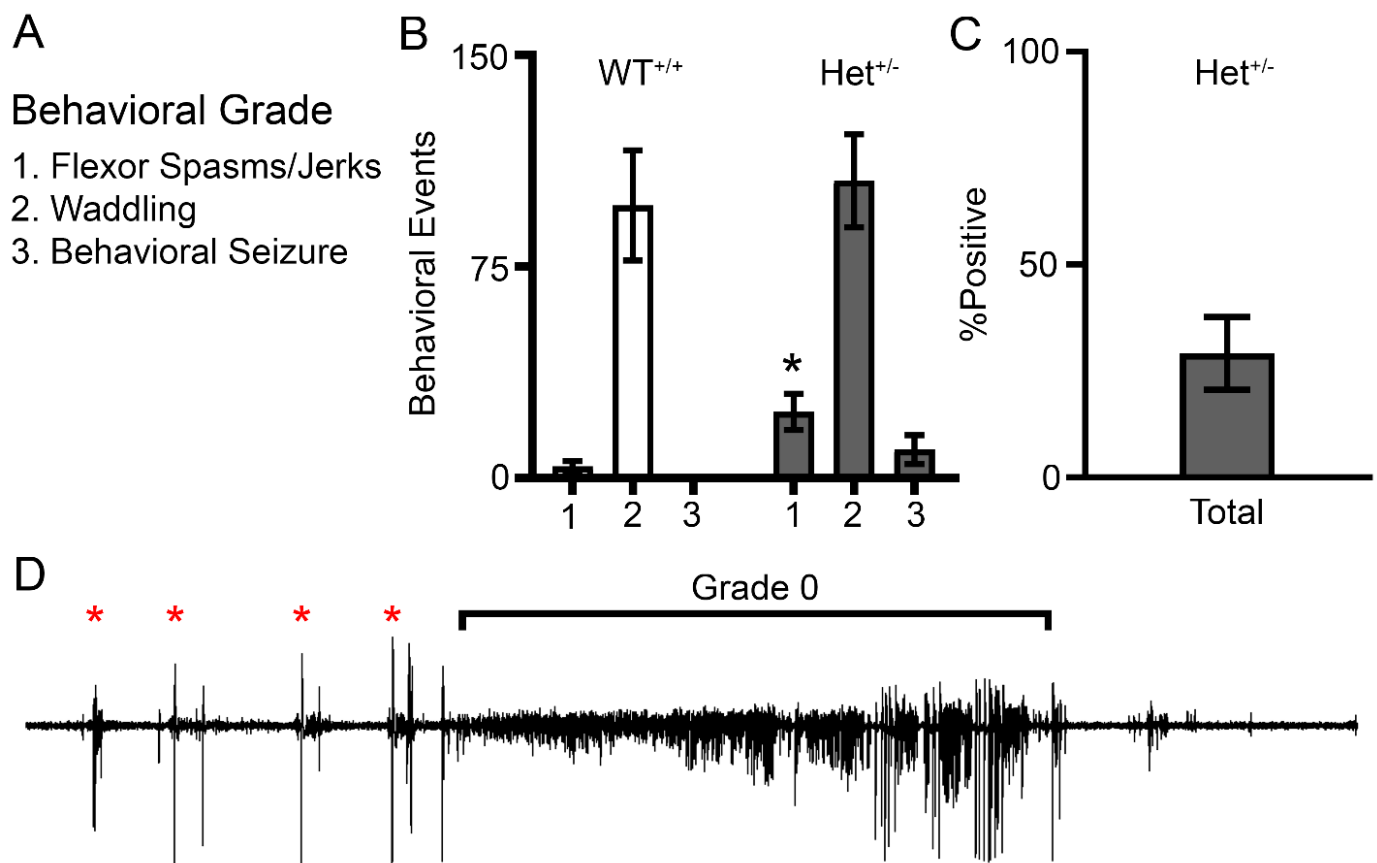 A
Behavioral Grade
1. Flexor Spasms/Jerks
2. Waddling
3. Behavioral Seizure
B
Behavioral Events
150
75
0
WT+/+
Het+/-
*
1 2 3 1 2 3
C
%Positive
100
50
0
Het+/-
Total
D
* * * *
Grade 0